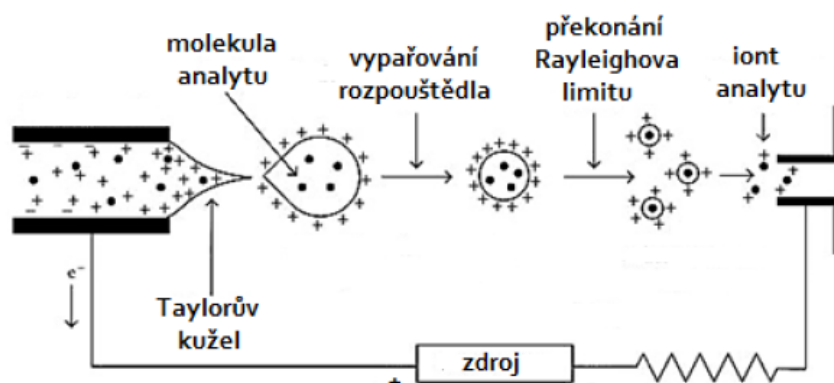 molekula
analytu
vypařování
rozpouštědla
překonání
Rayleighova
limitu
iont
analytu
e⁻
Taylorův
kužel
zdroj
+